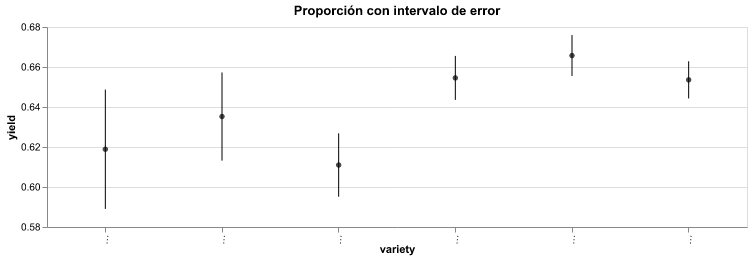 Proporción con intervalo de error
yield
0.68
0.66
0.64
0.62
0.60
0.58
… … … … … …
variety